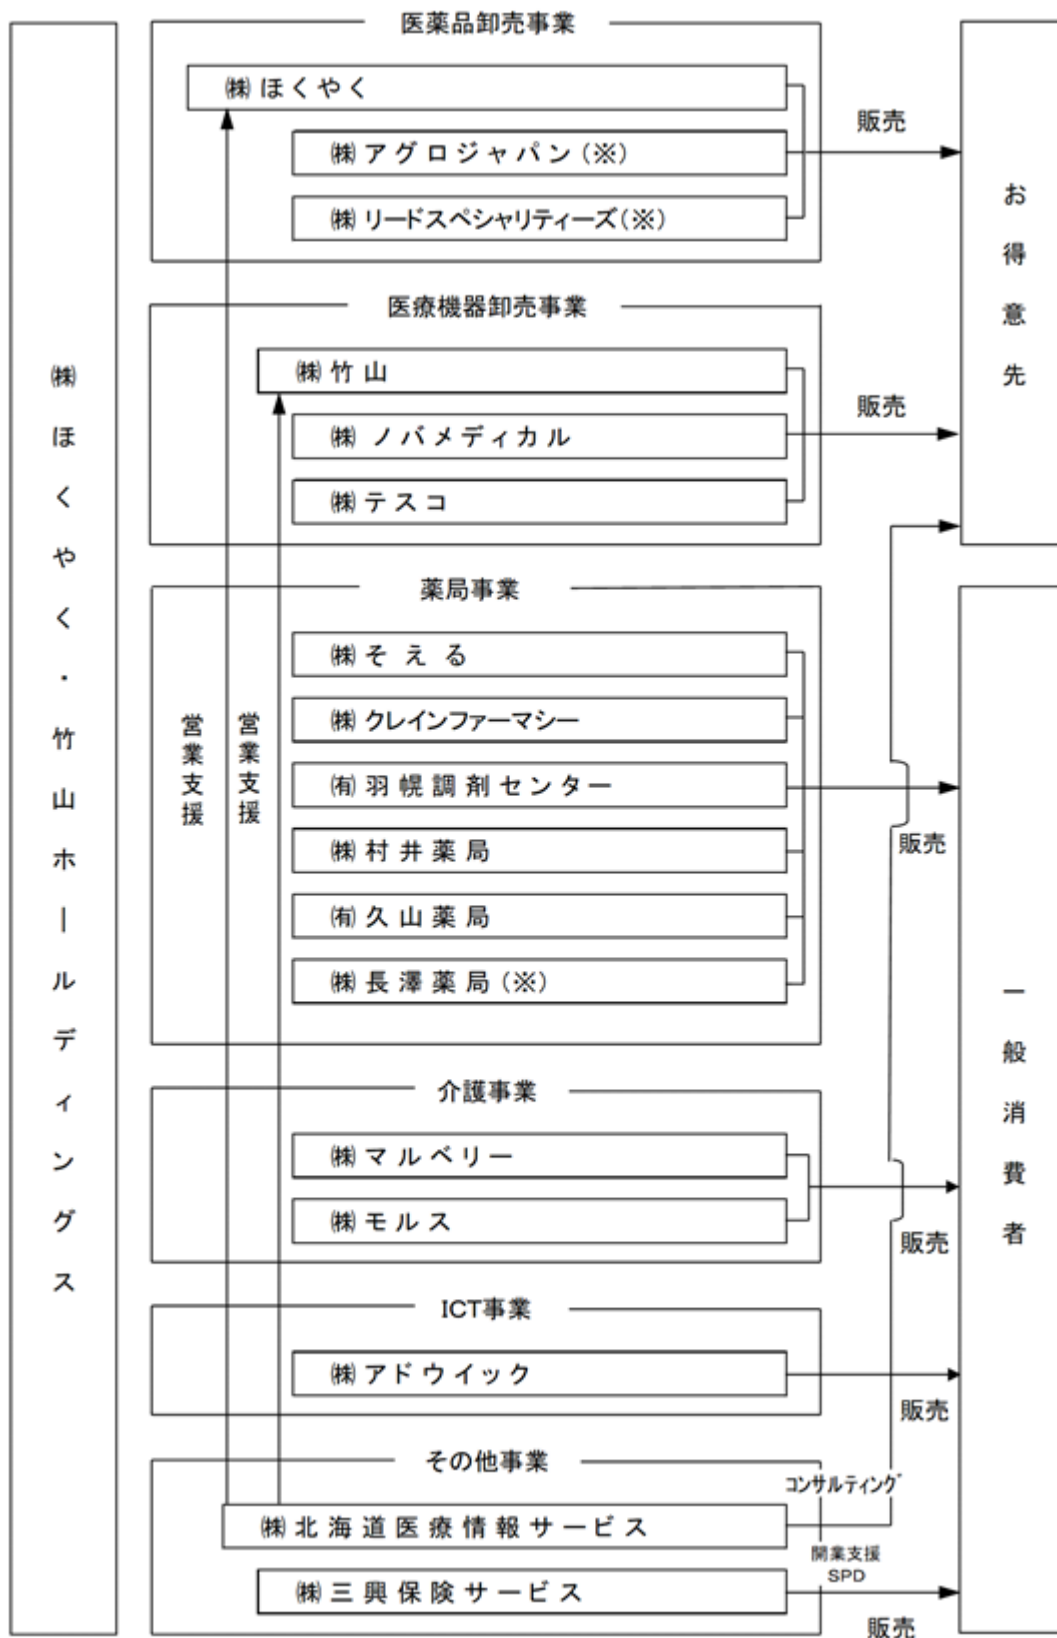 ㈱ほくやく・竹山ホールディングス
医薬品卸売事業
㈱ほくやく
㈱アグロジャパン(※)
㈱リードスペシャリティーズ(※)
販売
お得意先
医療機器卸売事業
㈱竹山
㈱ノバメディカル
㈱テスコ
販売
薬局事業
㈱そえる
㈱クレインファーマシー
㈲羽幌調剤センター
㈱村井薬局
㈲久山薬局
㈱長澤薬局(※)
営業支援
営業支援
販売
一般消費者
介護事業
㈱マルベリー
㈱モルス
販売
ICT事業
㈱アドウイック
販売
その他事業
コンサルティング
㈱北海道医療情報サービス
開業支援
SPD
㈱三興保険サービス
販売